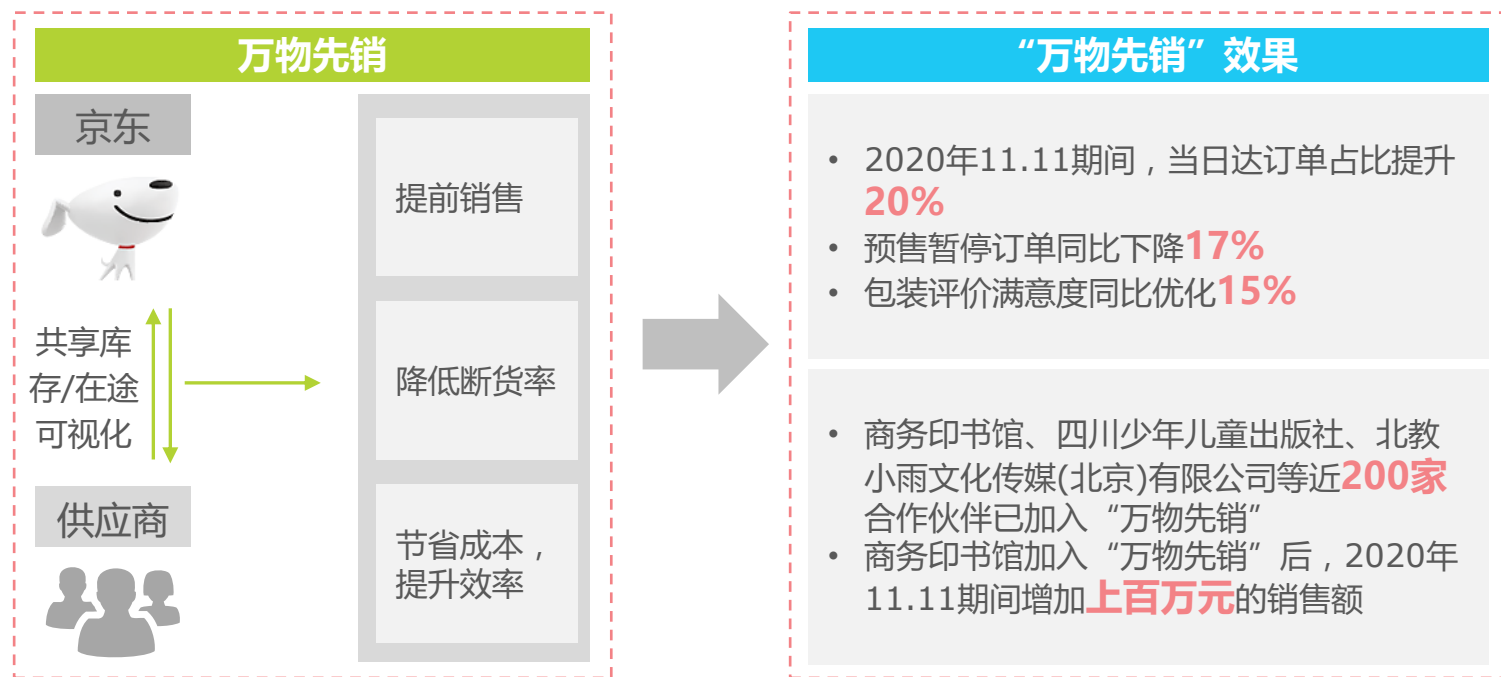 万物先销
京东
共享库
存/在途
可视化
供应商
提前销售
降低断货率
节省成本，
提升效率
“万物先销”效果
• 2020年11.11期间，当日达订单占比提升
20%
• 预售暂停订单同比下降17%
• 包装评价满意度同比优化15%
• 商务印书馆、四川少年儿童出版社、北教
小雨文化传媒(北京)有限公司等近200家
合作伙伴已加入“万物先销”
• 商务印书馆加入“万物先销”后，2020年
11.11期间增加上百万元的销售额